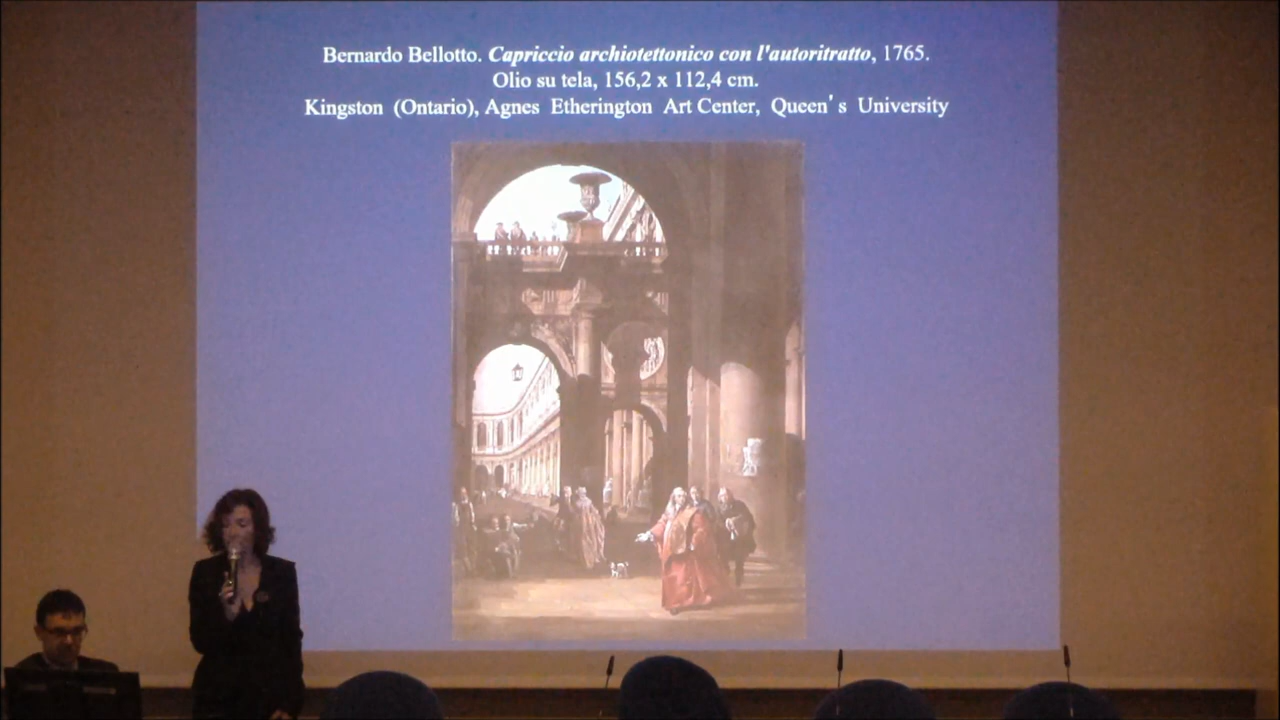 Bernardo Bellotto. Capriccio archiotettonico con l'autoritratto, 1765.
Olio su tela, 156,2 x 112,4 cm.
Kingston (Ontario), Agnes Etherington Art Center, Queen's University